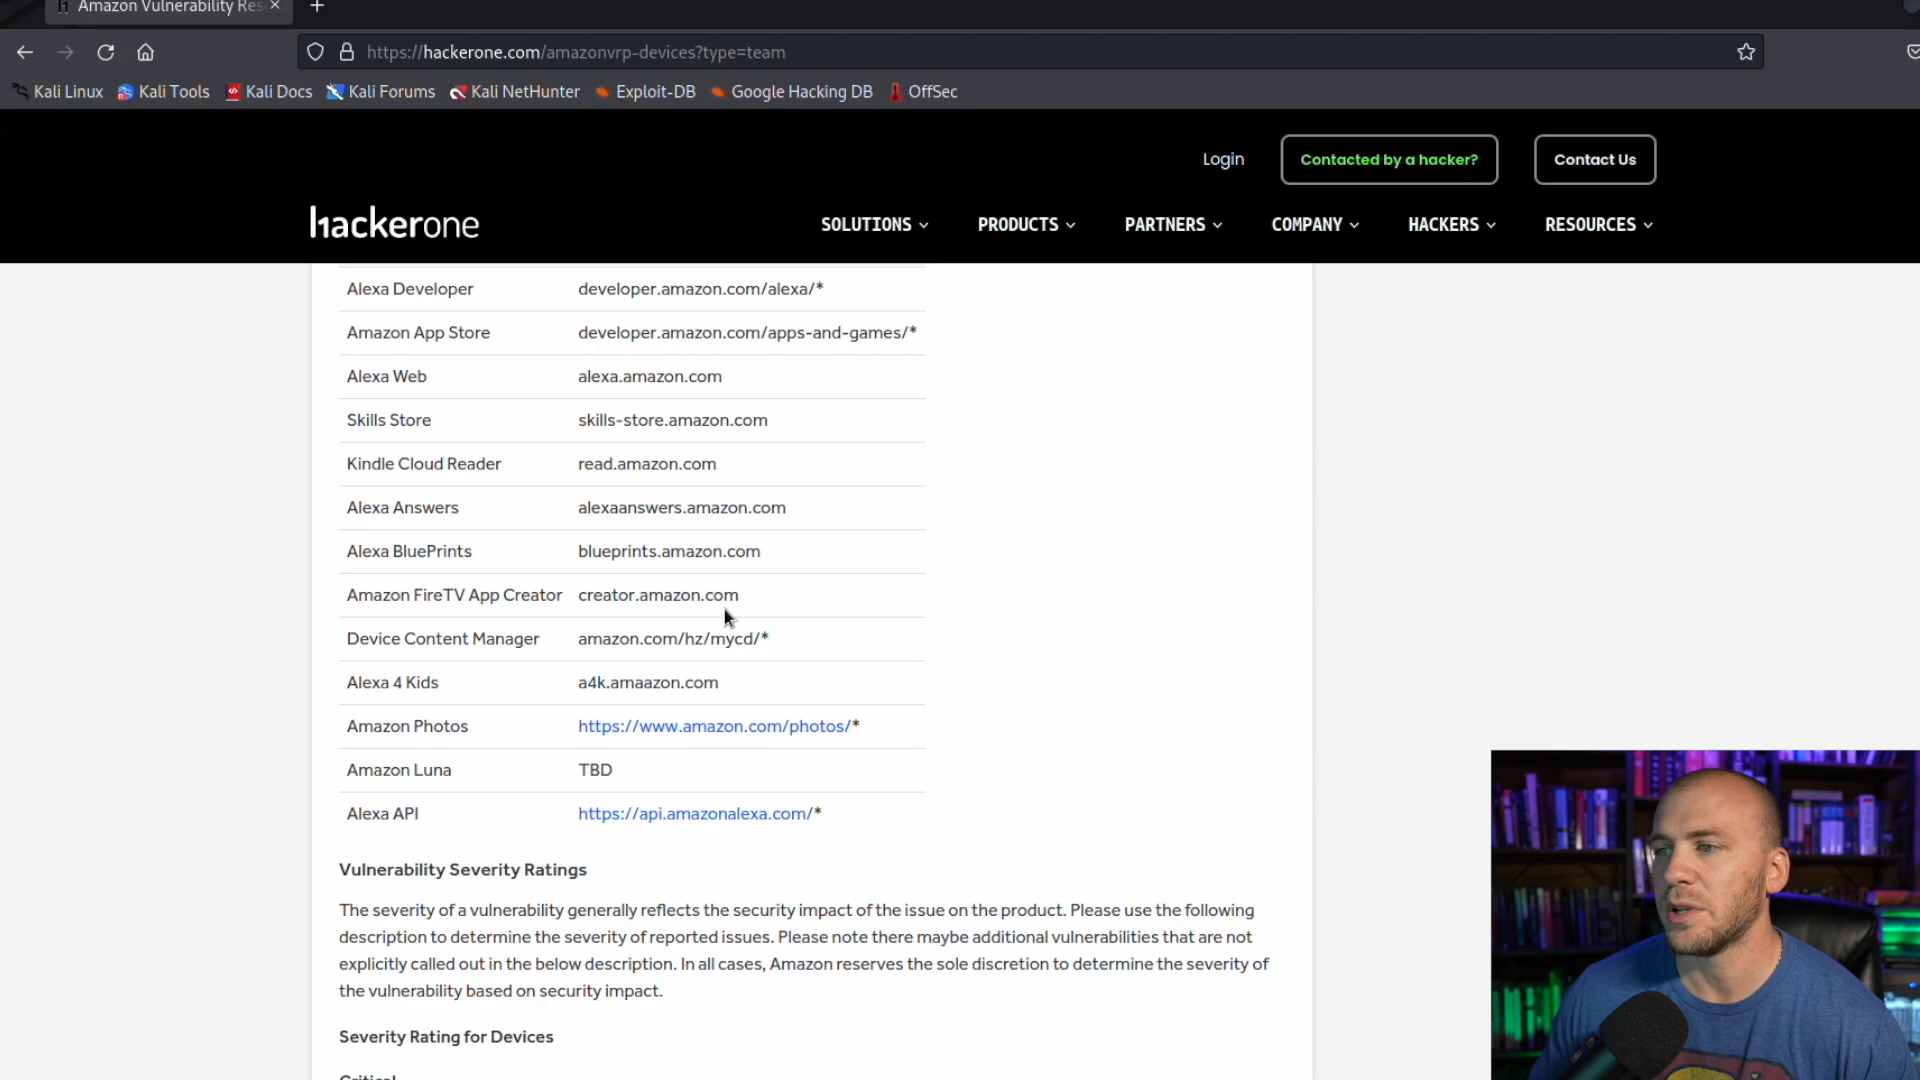 Amazon Vulnerability Res
https://hackerone.com/amazonvrp-devices?type=team
Kali Linux Kali Tools Kali Docs Kali Forums Kali NetHunter Exploit-DB Google Hacking DB OffSec
Login Contacted by a hacker? Contact Us
hackerone SOLUTIONS PRODUCTS PARTNERS COMPANY HACKERS RESOURCES
Alexa Developer developer.amazon.com/alexa/*
Amazon App Store developer.amazon.com/apps-and-games/*
Alexa Web alexa.amazon.com
Skills Store skills-store.amazon.com
Kindle Cloud Reader read.amazon.com
Alexa Answers alexaanswers.amazon.com
Alexa BluePrints blueprints.amazon.com
Amazon FireTV App Creator creator.amazon.com
Device Content Manager amazon.com/hz/mycd/*
Alexa 4 Kids a4k.amaazon.com
Amazon Photos https://www.amazon.com/photos/*
Amazon Luna TBD
Alexa API https://api.amazonalexa.com/*
Vulnerability Severity Ratings
The severity of a vulnerability generally reflects the security impact of the issue on the product. Please use the following
description to determine the severity of reported issues. Please note there maybe additional vulnerabilities that are not
explicitly called out in the below description. In all cases, Amazon reserves the sole discretion to determine the severity of
the vulnerability based on security impact.
Severity Rating for Devices
Critical